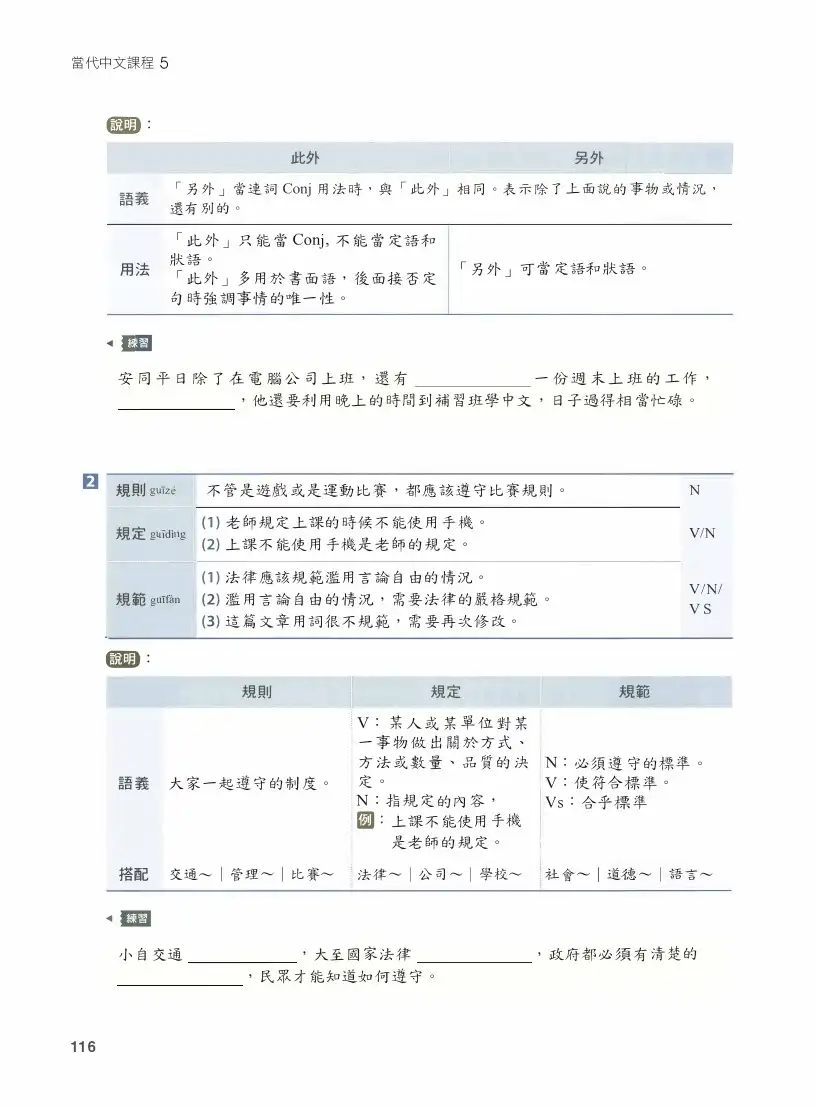 當代中文課程 5
說明：
此外 另外
語義 「另外」當連詞 Conj 用法時，與「此外」相同。表示除了上面說的事物或情況，
還有別的。
用法 「此外」只能當 Conj, 不能當定語和
狀語。
「此外」多用於書面語，後面接否定
句時強調事情的唯一性。
「另外」可當定語和狀語。
練習
安同平日除了在電腦公司上班，還有 ____________ 一份週末上班的工作，
____________，他還要利用晚上的時間到補習班學中文，日子過得相當忙碌。
2
規則 guīzé 不管是遊戲或是運動比賽，都應該遵守比賽規則。 N
規定 guīdìng (1) 老師規定上課的時候不能使用手機。
(2) 上課不能使用手機是老師的規定。
V/N
規範 guīfàn (1) 法律應該規範濫用言論自由的情況。
(2) 濫用言論自由的情況，需要法律的嚴格規範。
(3) 這篇文章用詞很不規範，需要再次修改。
V/N/
V S
說明：
規則 規定 規範
語義 大家一起遵守的制度。
V：某人或某單位對某
一事物做出關於方式、
方法或數量、品質的決
定。
N：指規定的內容，
例：上課不能使用手機
是老師的規定。
N：必須遵守的標準。
V：使符合標準。
Vs：合乎標準
搭配 交通～｜管理～｜比賽～ 法律～｜公司～｜學校～ 社會～｜道德～｜語言～
練習
小自交通 ____________，大至國家法律 ____________，政府都必須有清楚的
____________，民眾才能知道如何遵守。
116